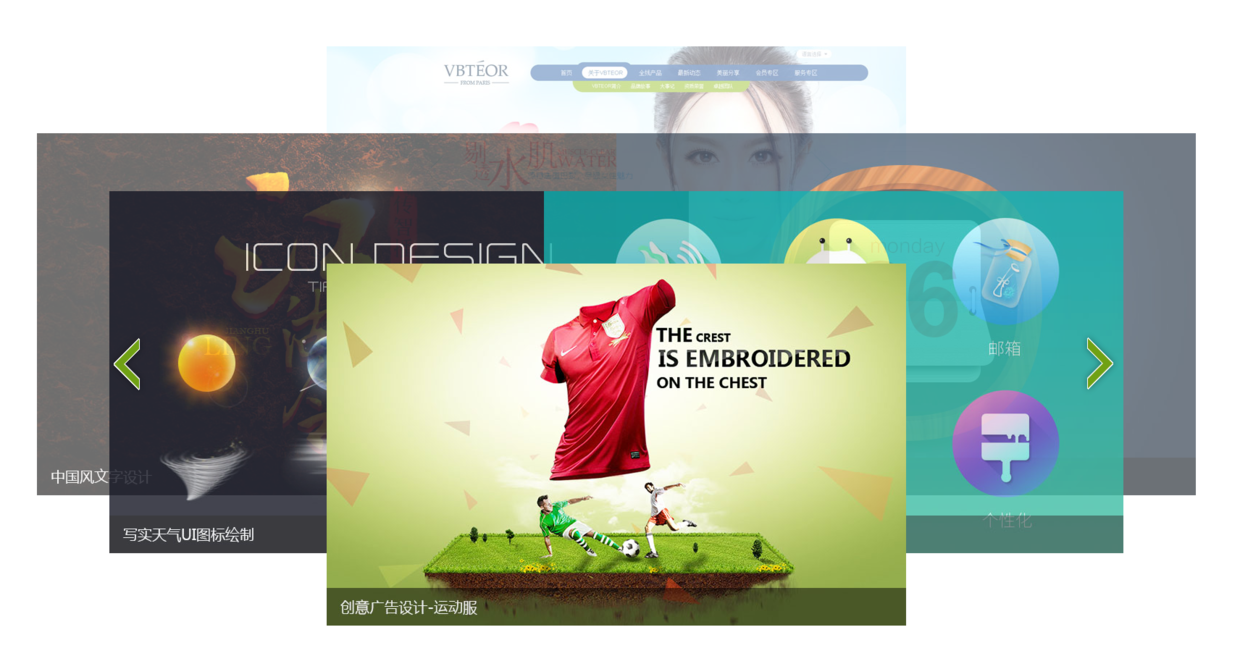 VBTÉOR
FROM PARIS
首页 关于VBTEOR 全线产品 最新动态 美丽分享 会员专区 服务专区
水肌
WATER
monday
6
ICON DESIGN
邮箱
THE CREST
IS EMBROIDERED
ON THE CHEST
中国风文字设计
个性化
写实天气UI图标绘制
创意广告设计-运动服